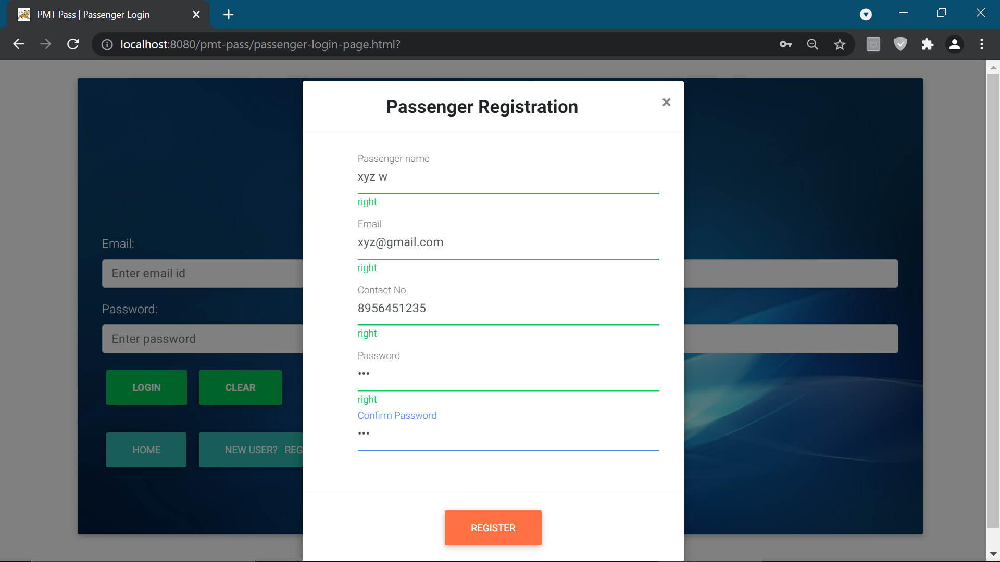 PMT Pass | Passenger Login
localhost:8080/pmt-pass/passenger-login-page.html?
Passenger Registration
×
Passenger name
xyz w
right
Email
xyz@gmail.com
right
Contact No.
8956451235
right
Password
•••
right
Confirm Password
•••
REGISTER
Email:
Enter email id
Password:
Enter password
LOGIN
CLEAR
HOME
NEW USER? REG